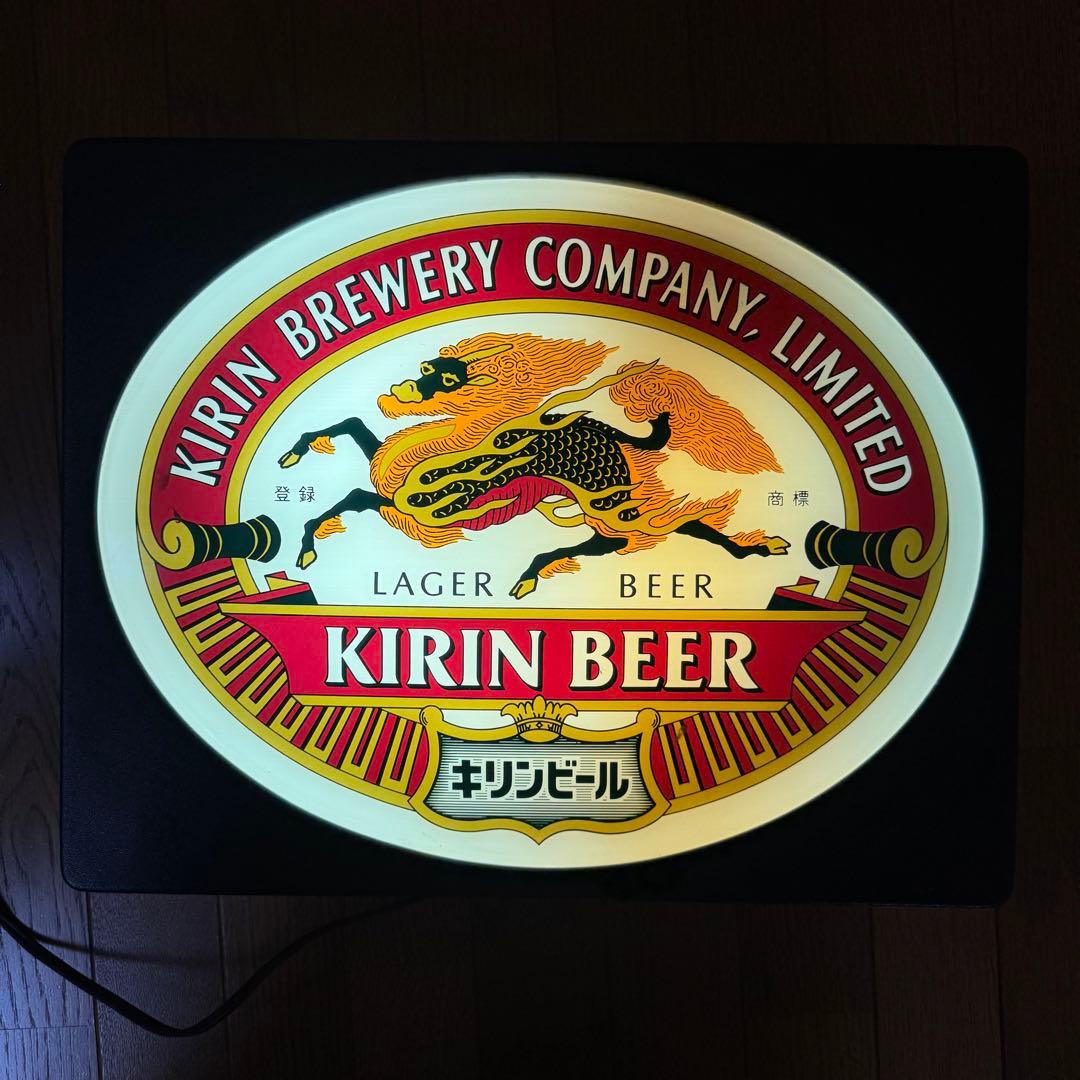 KIRIN BREWERY COMPANY, LIMITED
登録 商標
LAGER BEER
KIRIN BEER
キリンビール